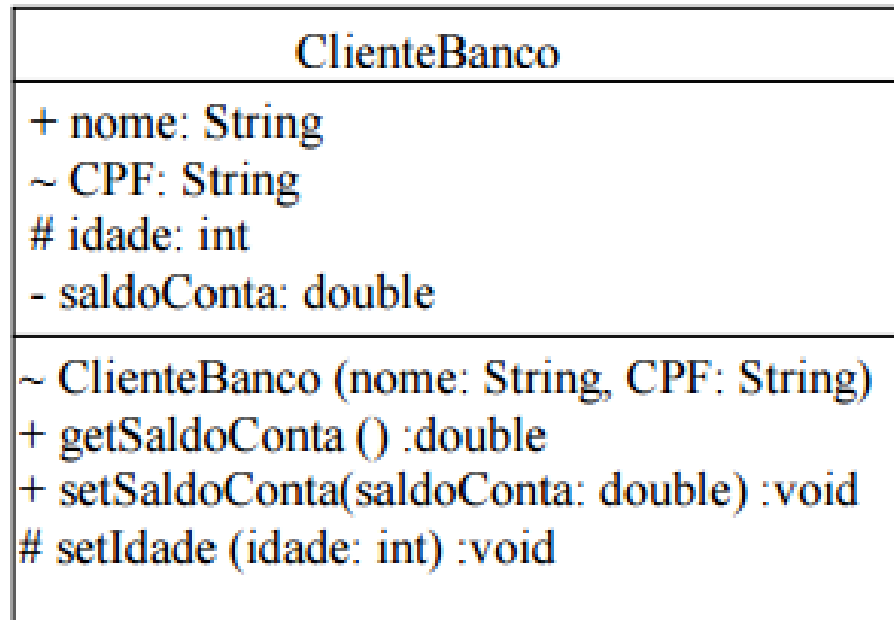 ClienteBanco
+ nome: String
~ CPF: String
# idade: int
- saldoConta: double
~ ClienteBanco (nome: String, CPF: String)
+ getSaldoConta () :double
+ setSaldoConta(saldoConta: double) :void
# setIdade (idade: int) :void